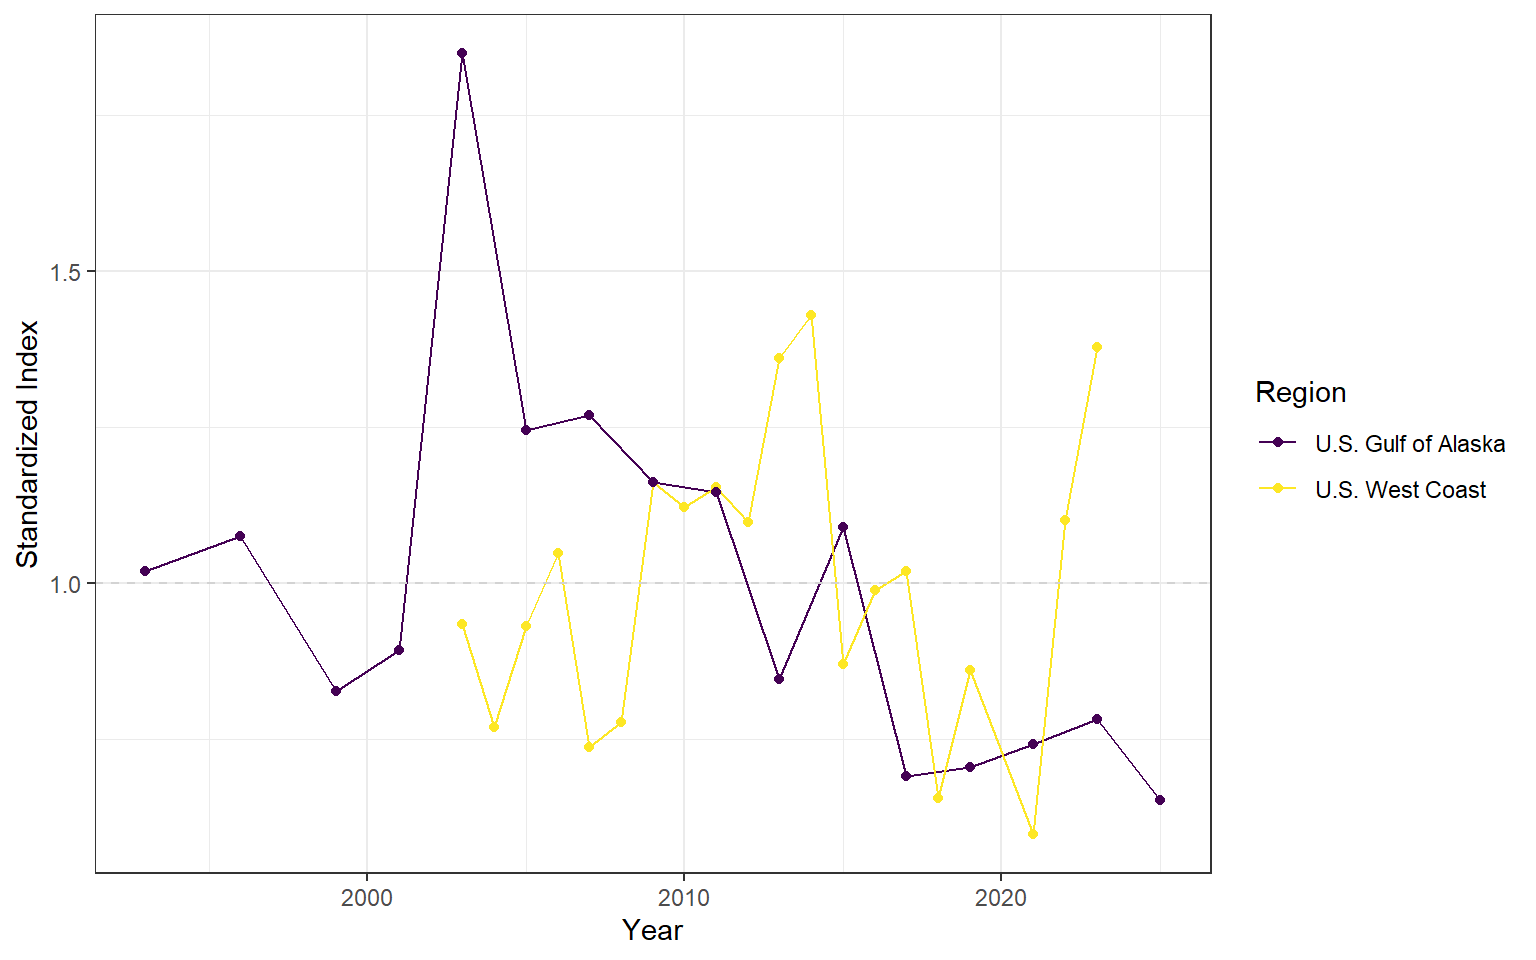 1.5
1.0
Standardized Index
2000
2010
2020
Year
Region
U.S. Gulf of Alaska
U.S. West Coast